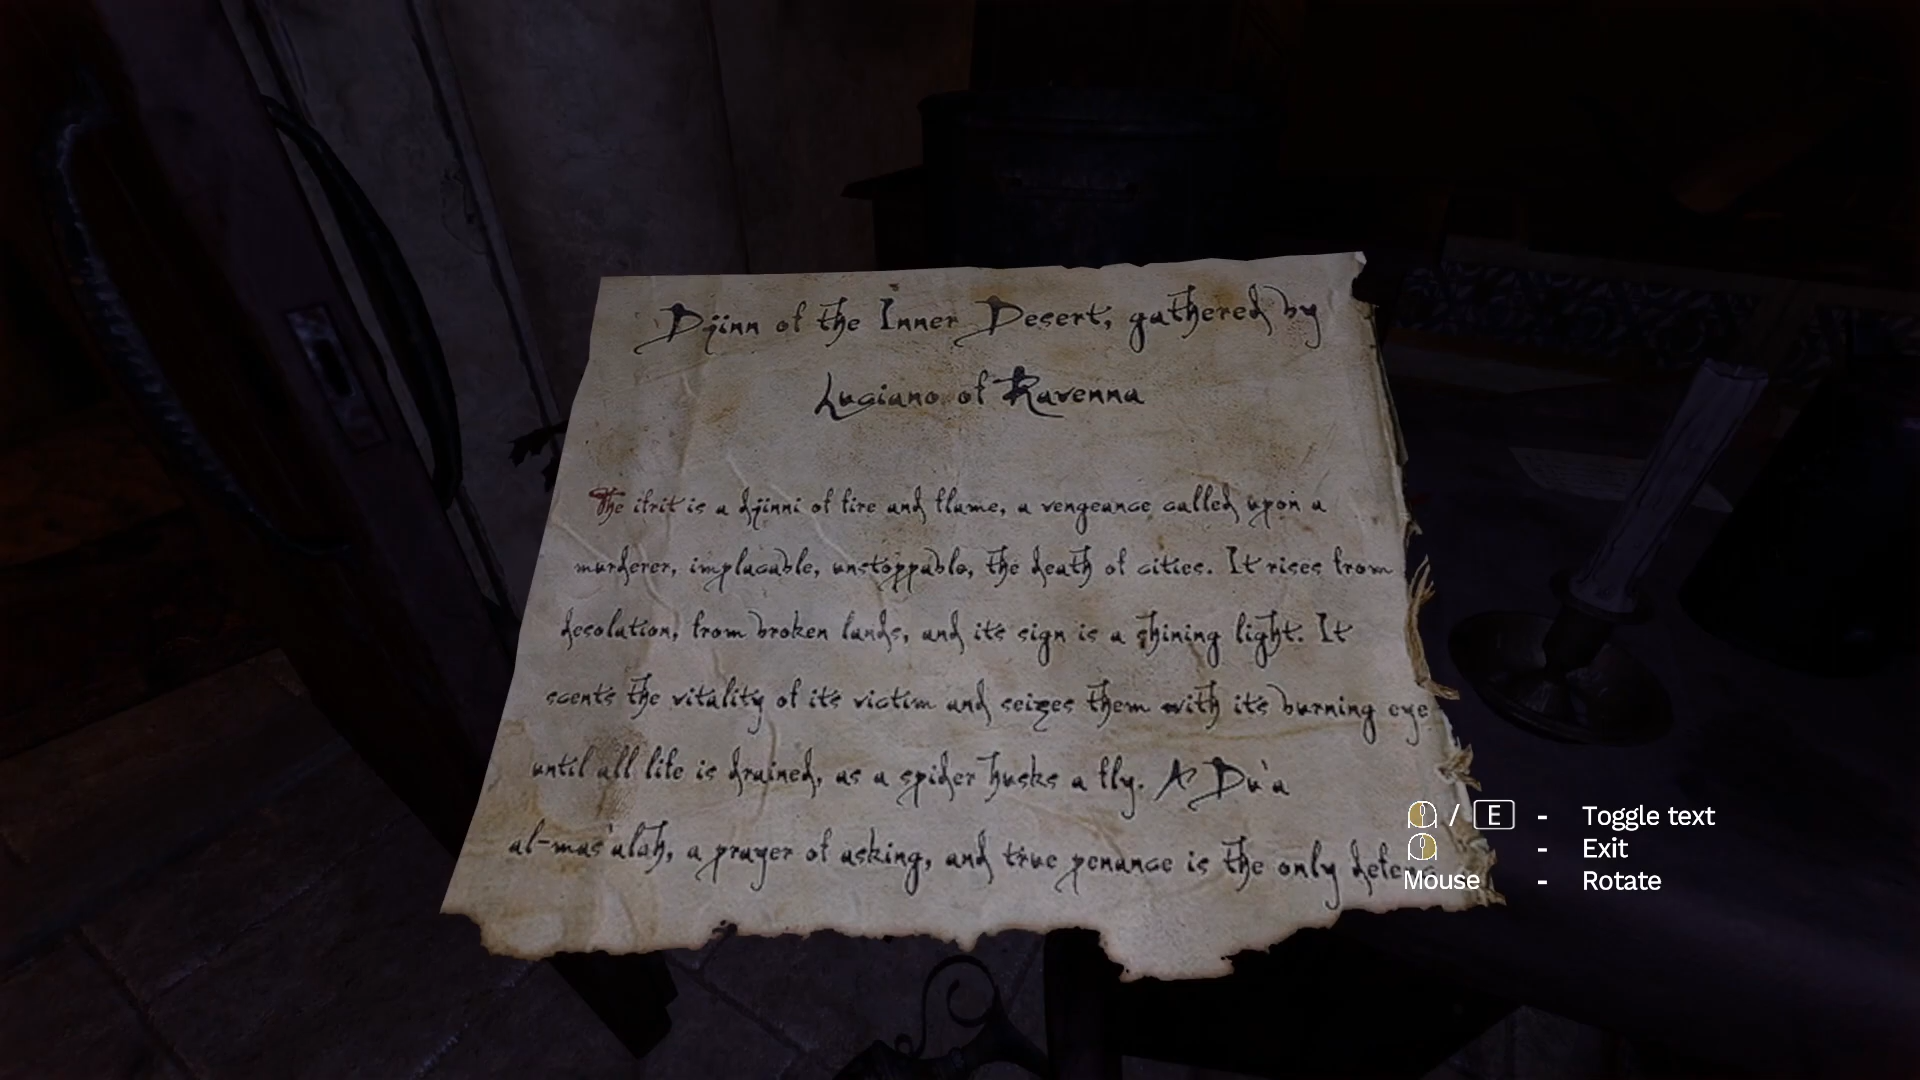 Djinn of the Inner Desert, gathered by
Luciano of Ravenna
The ifrit is a djinni of fire and flame, a vengeance called upon a
murderer, implacable, unstoppable, the death of cities. It rises from
desolation, from broken lands, and its sign is a shining light. It
scents the vitality of its victim and seizes them with its burning eye
until all life is drained, as a spider husks a fly. A Du'a
al-mas'alah, a prayer of asking, and true penance is the only
/ E - Toggle text
- Exit
Mouse - Rotate